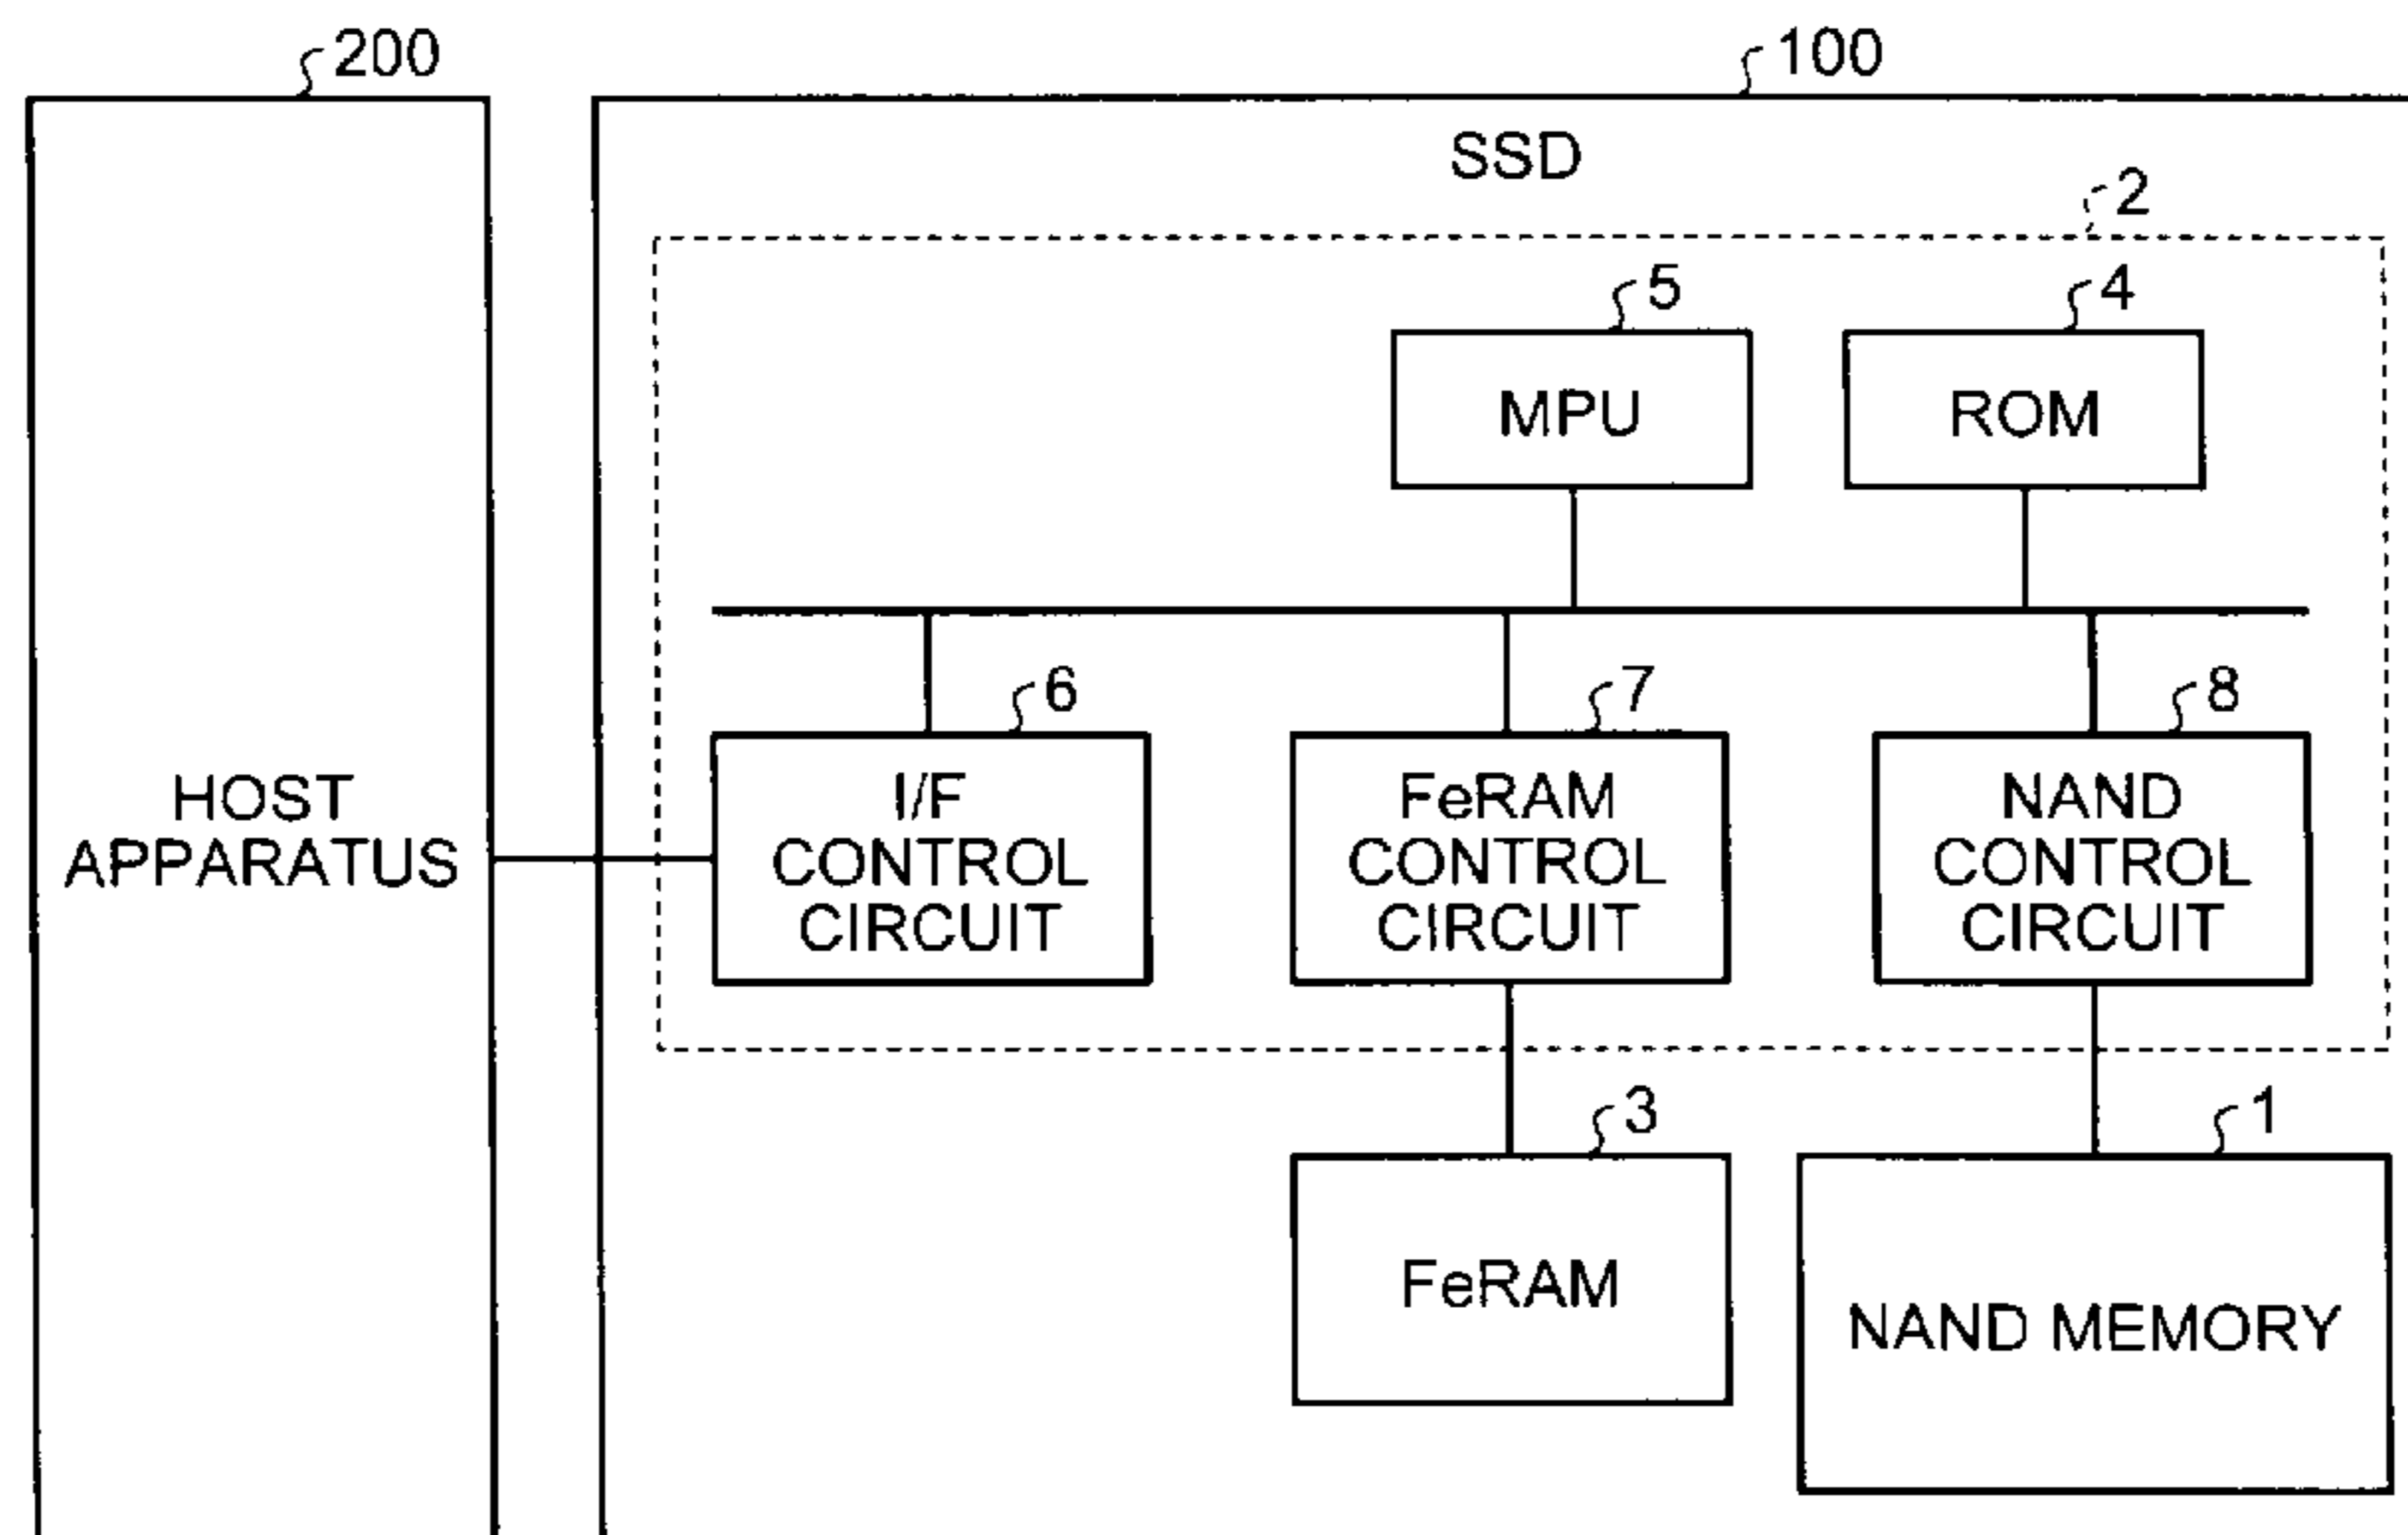 200
100
SSD
2
5
4
MPU
ROM
6
7
8
HOST
APPARATUS
I/F
CONTROL
CIRCUIT
FeRAM
CONTROL
CIRCUIT
NAND
CONTROL
CIRCUIT
3
1
FeRAM
NAND MEMORY